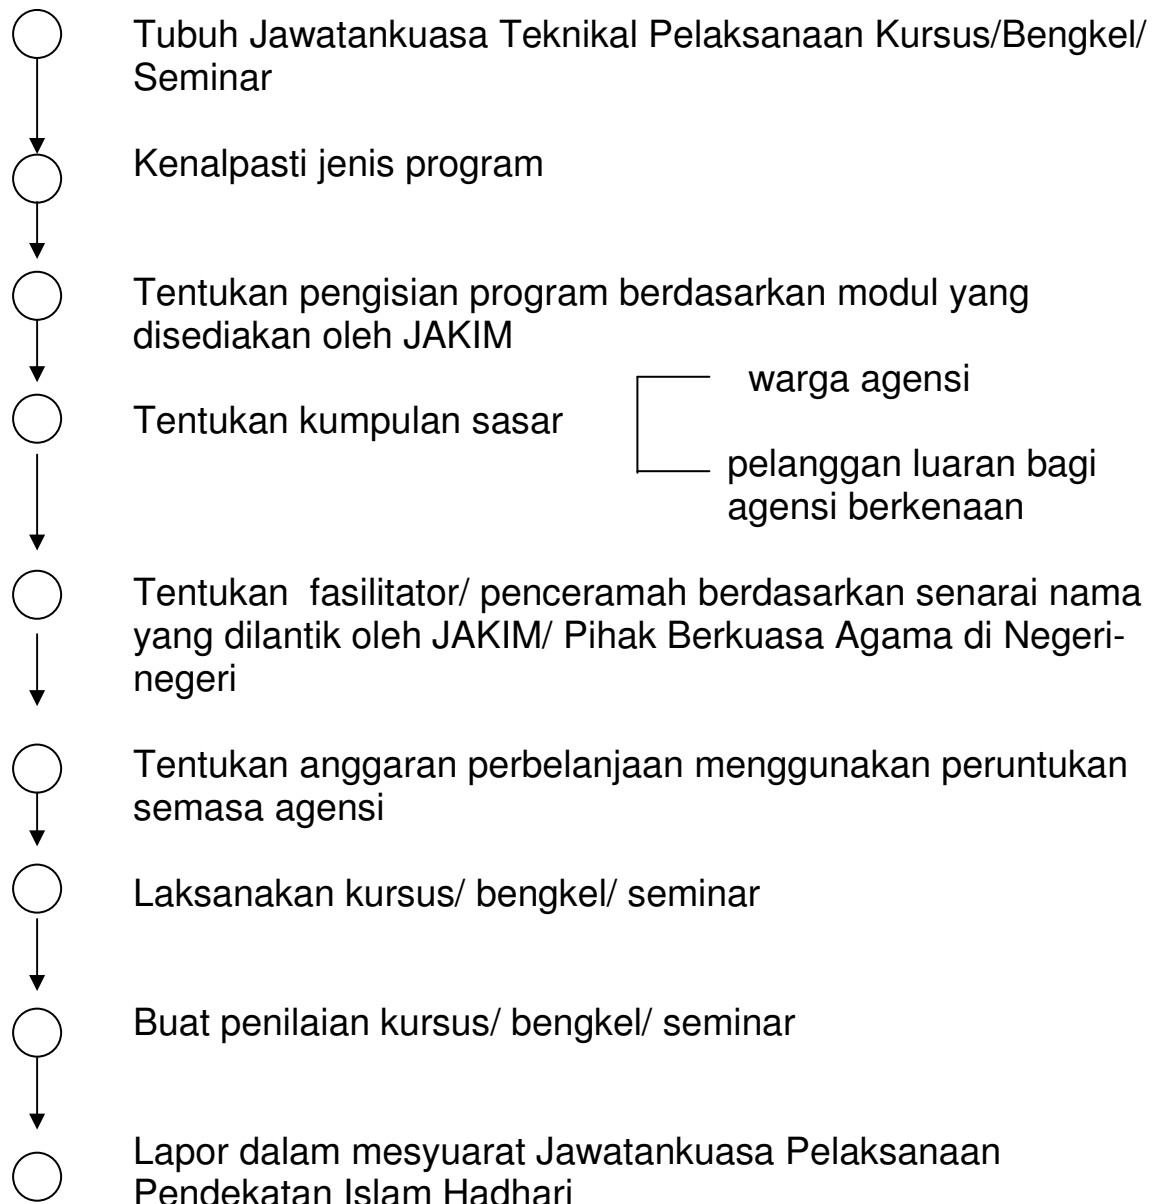 Tubuh Jawatankuasa Teknikal Pelaksanaan Kursus/Bengkel/
Seminar
Kenalpasti jenis program
Tentukan pengisian program berdasarkan modul yang
disediakan oleh JAKIM
warga agensi
Tentukan kumpulan sasar
pelanggan luaran bagi
agensi berkenaan
Tentukan fasilitator/ penceramah berdasarkan senarai nama
yang dilantik oleh JAKIM/ Pihak Berkuasa Agama di Negeri-
negeri
Tentukan anggaran perbelanjaan menggunakan peruntukan
semasa agensi
Laksanakan kursus/ bengkel/ seminar
Buat penilaian kursus/ bengkel/ seminar
Lapor dalam mesyuarat Jawatankuasa Pelaksanaan
Pendekatan Islam Hadhari